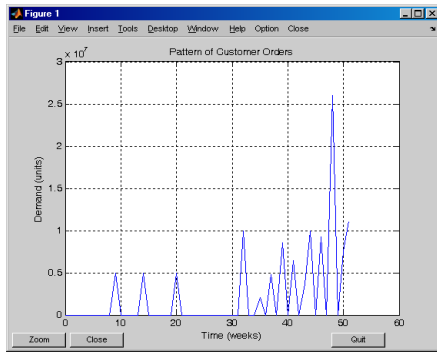 Figure 1
File Edit View Insert Tools Desktop Window Help Option Close
x 10^7
Pattern of Customer Orders
3
2.5
2
1.5
1
0.5
0
Demand (units)
0 10 20 30 40 50 60
Time (weeks)
Zoom Close Quit